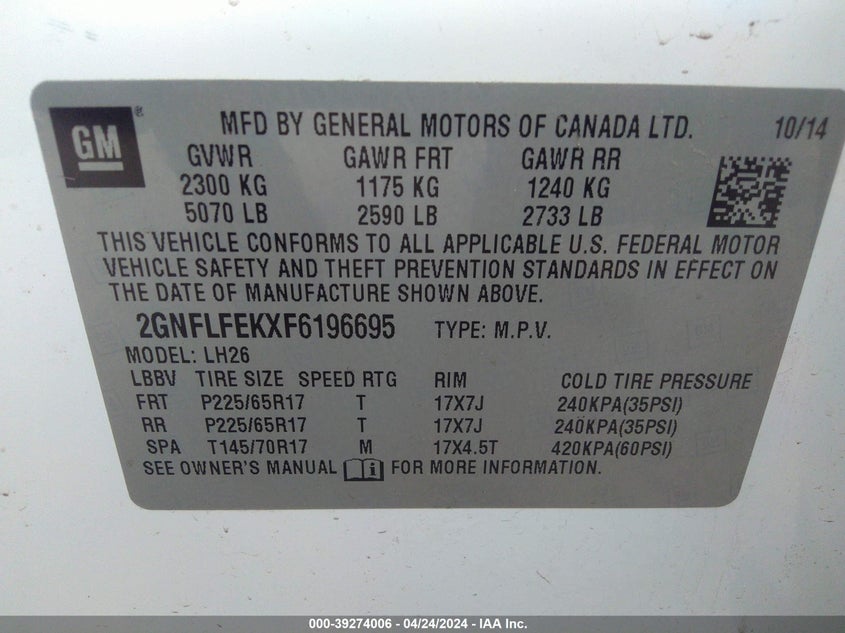 GM ® MFD BY GENERAL MOTORS OF CANADA LTD. 10/14
GVWR GAWR FRT GAWR RR
2300 KG 1175 KG 1240 KG
5070 LB 2590 LB 2733 LB
THIS VEHICLE CONFORMS TO ALL APPLICABLE U.S. FEDERAL MOTOR
VEHICLE SAFETY AND THEFT PREVENTION STANDARDS IN EFFECT ON
THE DATE OF MANUFACTURE SHOWN ABOVE.
2GNFLFEKXF6196695 TYPE: M.P.V.
MODEL: LH26
LBBV TIRE SIZE SPEED RTG RIM COLD TIRE PRESSURE
FRT P225/65R17 T 17X7J 240KPA(35PSI)
RR P225/65R17 T 17X7J 240KPA(35PSI)
SPA T145/70R17 M 17X4.5T 420KPA(60PSI)
SEE OWNER'S MANUAL i FOR MORE INFORMATION.
000-39274006 - 04/24/2024 - IAA Inc.